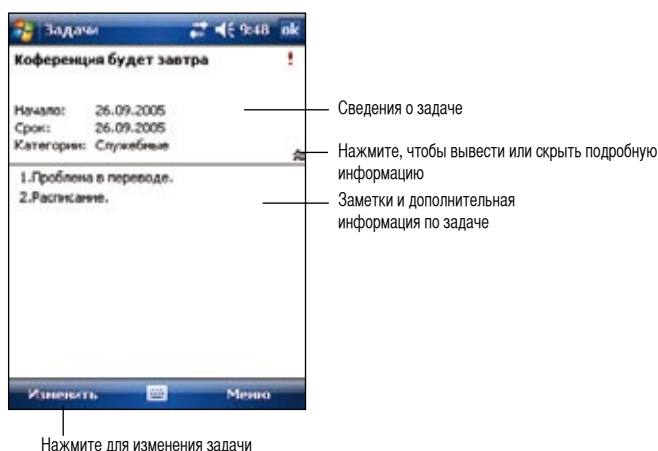 Задачи 9:48 ok
Коференция будет завтра !
Начало: 26.09.2005
Срок: 26.09.2005
Категории: Служебные
1.Проблена в переводе.
2.Расписание.
Изменить Меню
Сведения о задаче
Нажмите, чтобы вывести или скрыть подробную
информацию
Заметки и дополнительная
информация по задаче
Нажмите для изменения задачи